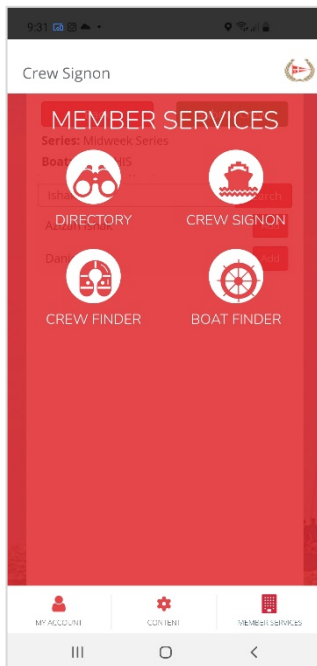 9:31
Crew Signon
MEMBER SERVICES
Series: Midweek Series
DIRECTORY
CREW SIGNON
Add
CREW FINDER
BOAT FINDER
MY ACCOUNT
CONTENT
MEMBER SERVICES